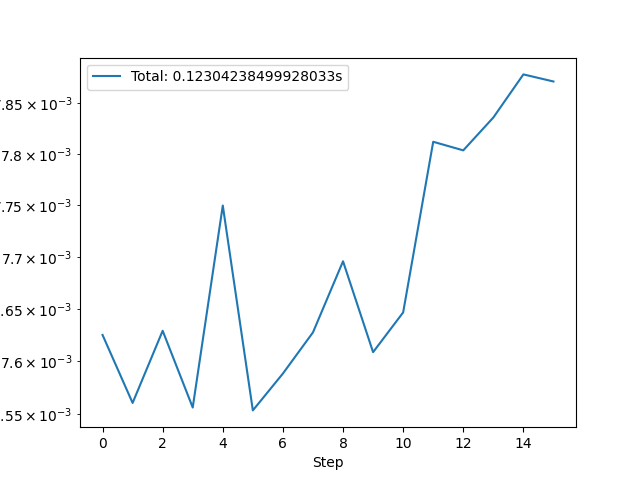 Total: 0.12304238499928033s
.85 × 10⁻³
7.8 × 10⁻³
7.75 × 10⁻³
7.7 × 10⁻³
.65 × 10⁻³
7.6 × 10⁻³
.55 × 10⁻³
0 2 4 6 8 10 12 14
Step